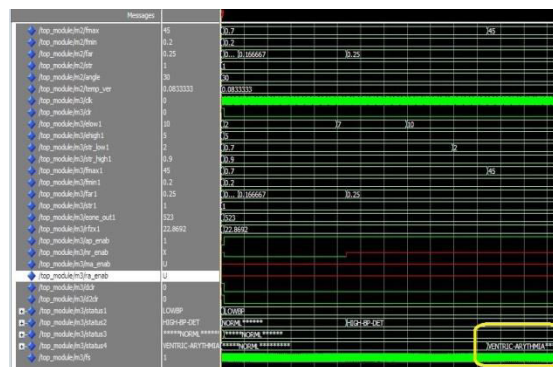 Messages
/top_module/m2/fmax 45 0.7 45
/top_module/m2/fmin 0.2 0.2
/top_module/m2/far 0.25 0... 0.166667 0.25
/top_module/m2/str 1 1
/top_module/m2/angle 30 30
/top_module/m2/temp_ver 0.0833333 0.0833333
/top_module/m3/clk 0
/top_module/m3/clr 0
/top_module/m3/elow1 10 2 7 10
/top_module/m3/ehigh1 5 5
/top_module/m3/str_low1 2 0.7 2
/top_module/m3/str_high1 0.9 0.9
/top_module/m3/fmax1 45 0.7 45
/top_module/m3/fmin1 0.2 0.2
/top_module/m3/far1 0.25 0... 0.166667 0.25
/top_module/m3/str1 1 1
/top_module/m3/eone_out1 523 523
/top_module/m3/rfzx1 22.8692 22.8692
/top_module/m3/ap_enab 1
/top_module/m3/nr_enab X
/top_module/m3/ma_enab U
/top_module/m3/ra_enab U
/top_module/m3/dclr 0
/top_module/m3/d2clr 0
/top_module/m3/status1 LOWBP LOWBP
/top_module/m3/status2 HIGH-BP-DET NORML****** HIGH-BP-DET
/top_module/m3/status3
/top_module/m3/status4 VENTRIC-ARYTHMIA
/top_module/m3/fs 1